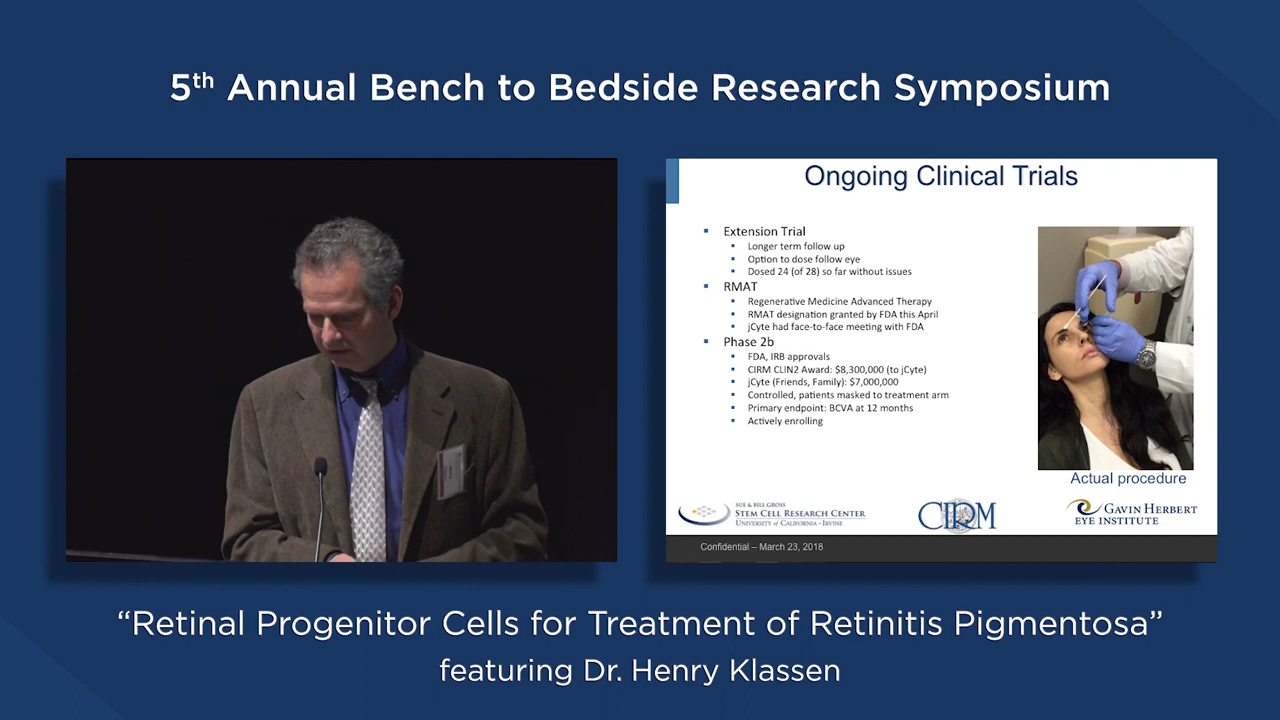 5th Annual Bench to Bedside Research Symposium
Ongoing Clinical Trials
Extension Trial
Longer term follow up
Option to dose follow eye
Dosed 24 (of 28) so far without issues
RMAT
Regenerative Medicine Advanced Therapy
RMAT designation granted by FDA this April
jCyte had face-to-face meeting with FDA
Phase 2b
FDA, IRB approvals
CIRM CLIN2 Award: $8,300,000 (to jCyte)
jCyte (Friends, Family): $7,000,000
Controlled, patients masked to treatment arm
Primary endpoint: BCVA at 12 months
Actively enrolling
Actual procedure
SUE & BILL GROSS
STEM CELL RESEARCH CENTER
UNIVERSITY OF CALIFORNIA • IRVINE
CIRM
GAVIN HERBERT
EYE INSTITUTE
Confidential – March 23, 2018
“Retinal Progenitor Cells for Treatment of Retinitis Pigmentosa”
featuring Dr. Henry Klassen